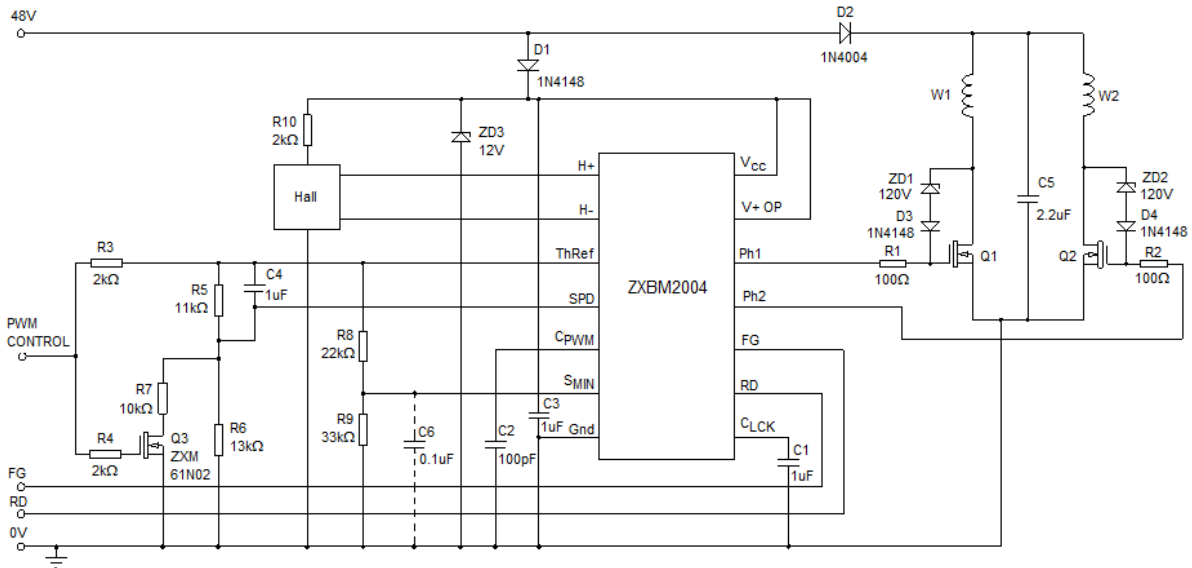 48V
D2
1N4004
D1
1N4148
W1
W2
R10
2kΩ
ZD3
12V
Hall
H+
H-
ThRef
SPD
CPWM
SMIN
Gnd
ZXBM2004
VCC
V+ OP
Ph1
Ph2
FG
RD
CLCK
ZD1
120V
D3
1N4148
R1
100Ω
Q1
C5
2.2uF
ZD2
120V
D4
1N4148
Q2
R2
100Ω
R3
2kΩ
R5
11kΩ
C4
1uF
PWM
CONTROL
R7
10kΩ
R4
2kΩ
Q3
ZXM
61N02
R6
13kΩ
R8
22kΩ
R9
33kΩ
C6
0.1uF
C2
100pF
C3
1uF
C1
1uF
FG
RD
0V